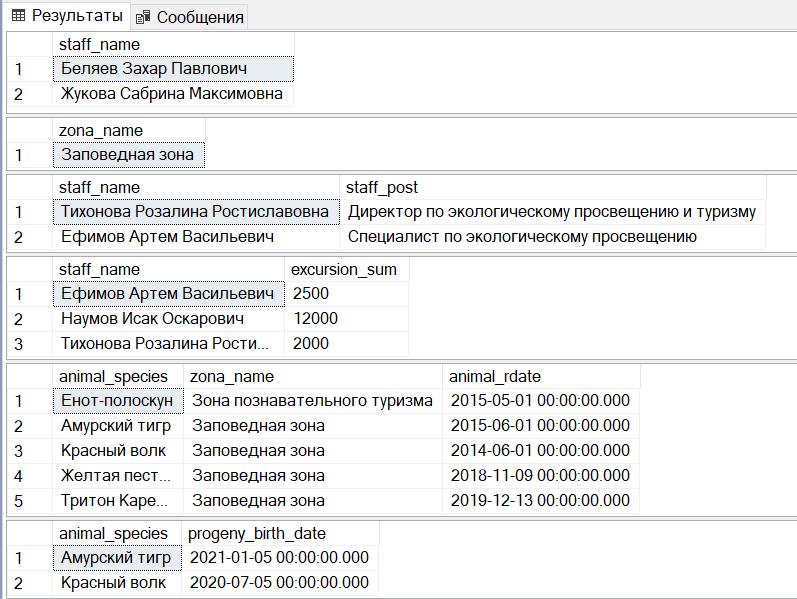 Результаты Сообщения
staff_name
1 Беляев Захар Павлович
2 Жукова Сабрина Максимовна
zona_name
1 Заповедная зона
staff_name staff_post
1 Тихонова Розалина Ростиславовна Директор по экологическому просвещению и туризму
2 Ефимов Артем Васильевич Специалист по экологическому просвещению
staff_name excursion_sum
1 Ефимов Артем Васильевич 2500
2 Наумов Исак Оскарович 12000
3 Тихонова Розалина Рости... 2000
animal_species zona_name animal_rdate
1 Енот-полоскун Зона познавательного туризма 2015-05-01 00:00:00.000
2 Амурский тигр Заповедная зона 2015-06-01 00:00:00.000
3 Красный волк Заповедная зона 2014-06-01 00:00:00.000
4 Желтая пест... Заповедная зона 2018-11-09 00:00:00.000
5 Тритон Каре... Заповедная зона 2019-12-13 00:00:00.000
animal_species progeny_birth_date
1 Амурский тигр 2021-01-05 00:00:00.000
2 Красный волк 2020-07-05 00:00:00.000